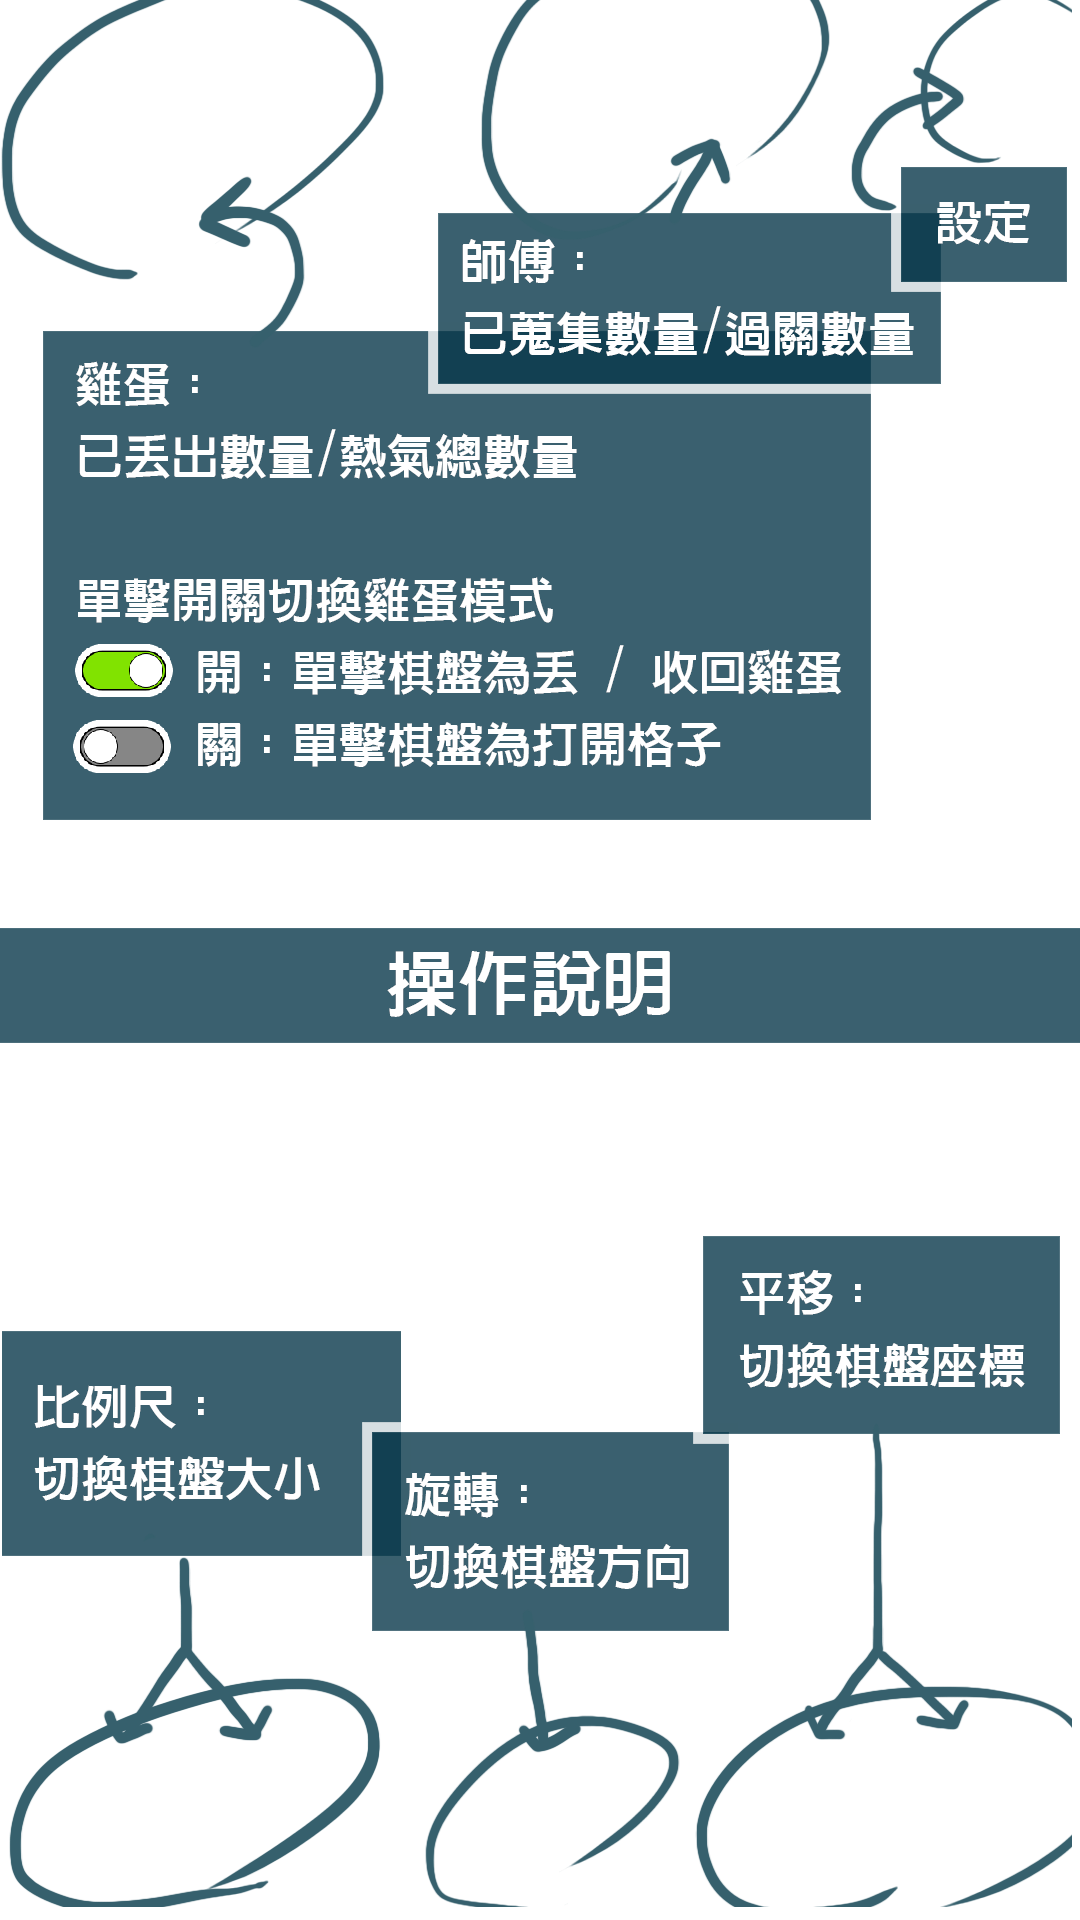 設定
師傅：
已蒐集數量/過關數量
雞蛋：
已丟出數量/熱氣總數量
單擊開關切換雞蛋模式
開：單擊棋盤為丟 / 收回雞蛋
關：單擊棋盤為打開格子
操作說明
平移：
切換棋盤座標
比例尺：
切換棋盤大小
旋轉：
切換棋盤方向